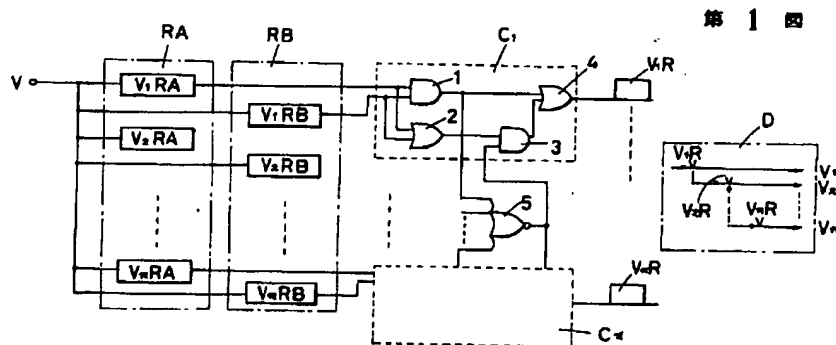 第 1 図
RA
RB
C₁
V
V₁RA
V₁RB
V₂RA
V₂RB
VₙRA
VₙRB
1
2
3
4
5
V₁R
VₙR
D
V₁R
V₂R
VₙR
V₁
V₂
Vₙ